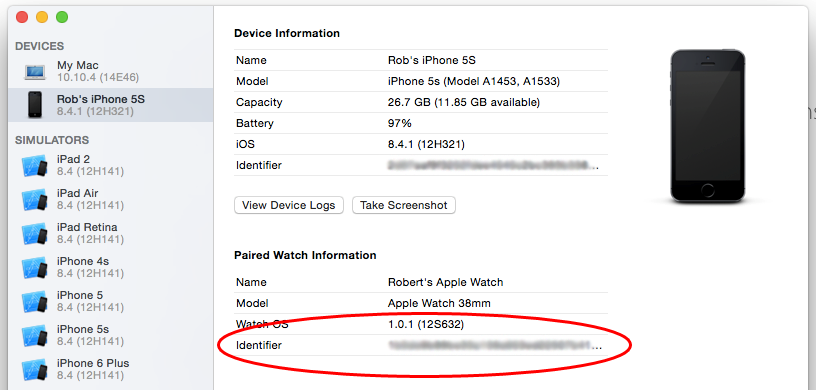 DEVICES
My Mac
10.10.4 (14E46)
Rob's iPhone 5S
8.4.1 (12H321)
SIMULATORS
iPad 2
8.4 (12H141)
iPad Air
8.4 (12H141)
iPad Retina
8.4 (12H141)
iPhone 4s
8.4 (12H141)
iPhone 5
8.4 (12H141)
iPhone 5s
8.4 (12H141)
iPhone 6 Plus
8.4 (12H141)
Device Information
Name Rob's iPhone 5S
Model iPhone 5s (Model A1453, A1533)
Capacity 26.7 GB (11.85 GB available)
Battery 97%
iOS 8.4.1 (12H321)
Identifier
View Device Logs Take Screenshot
Paired Watch Information
Name Robert's Apple Watch
Model Apple Watch 38mm
Watch OS 1.0.1 (12S632)
Identifier